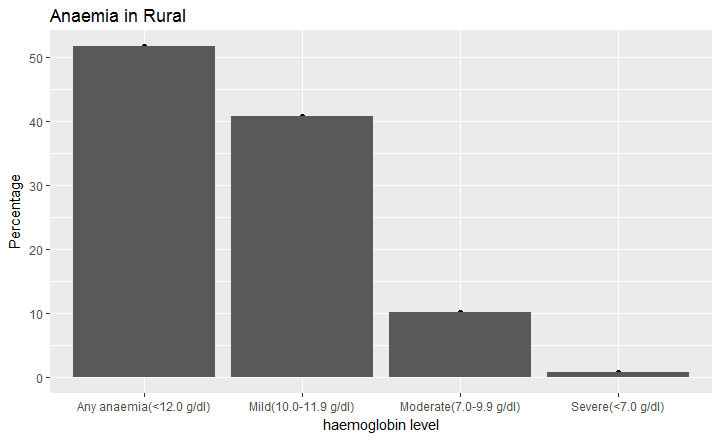 Anaemia in Rural
Percentage
50
40
30
20
10
0
Any anaemia(<12.0 g/dl) Mild(10.0-11.9 g/dl) Moderate(7.0-9.9 g/dl) Severe(<7.0 g/dl)
haemoglobin level